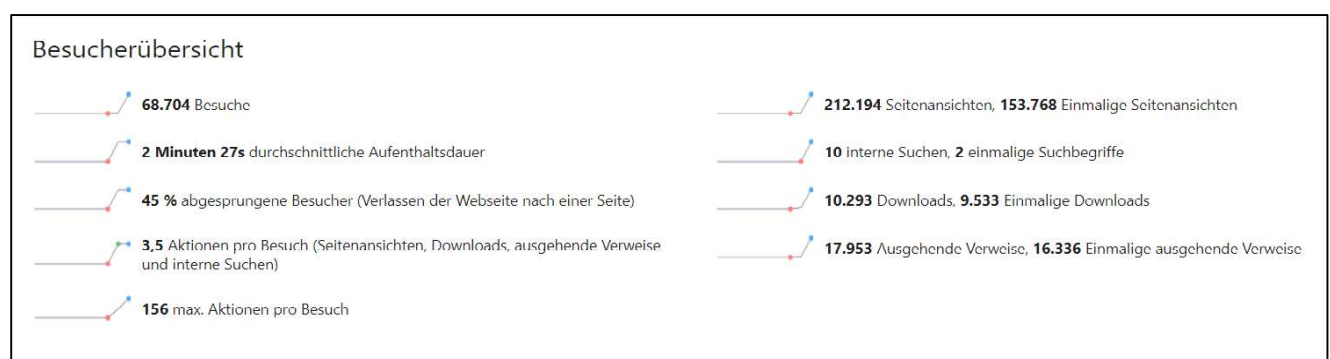 Besucherübersicht
68.704 Besuche
2 Minuten 27s durchschnittliche Aufenthaltsdauer
45 % abgesprungene Besucher (Verlassen der Webseite nach einer Seite)
3,5 Aktionen pro Besuch (Seitenansichten, Downloads, ausgehende Verweise
und interne Suchen)
156 max. Aktionen pro Besuch
212.194 Seitenansichten, 153.768 Einmalige Seitenansichten
10 interne Suchen, 2 einmalige Suchbegriffe
10.293 Downloads, 9.533 Einmalige Downloads
17.953 Ausgehende Verweise, 16.336 Einmalige ausgehende Verweise